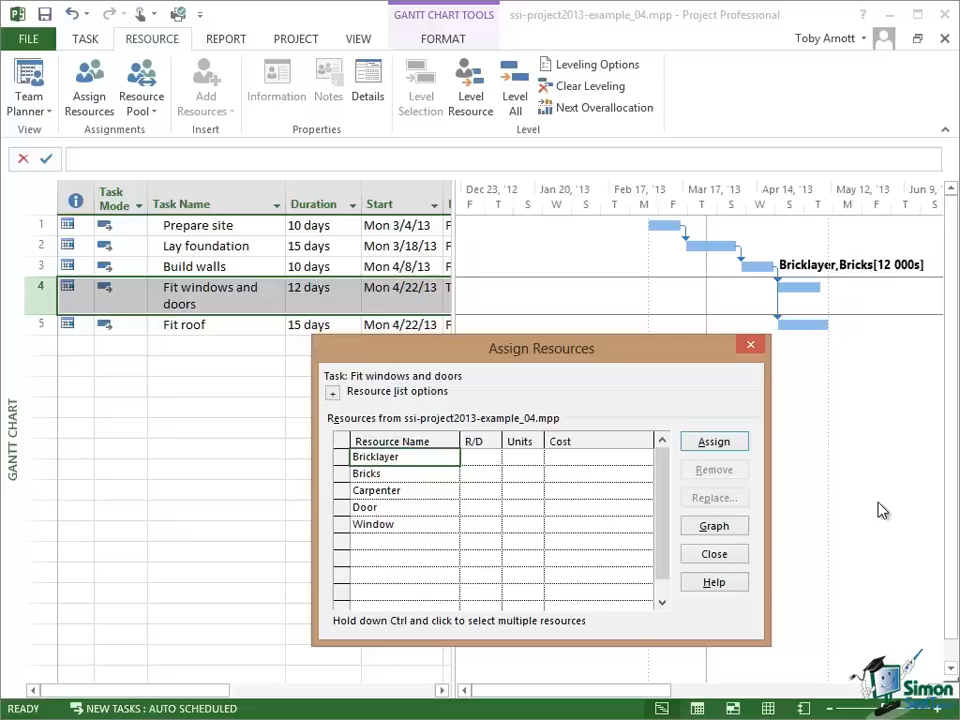 GANTT CHART TOOLS
ssi-project2013-example_04.mpp - Project Professional
FILE TASK RESOURCE REPORT PROJECT VIEW FORMAT
Toby Arnott
Team Planner
Assign Resources
Resource Pool
Add Resources
Information
Notes
Details
Level Selection
Level Resource
Level All
Leveling Options
Clear Leveling
Next Overallocation
View Assignments Insert Properties Level
Task Mode Task Name Duration Start
Dec 23, '12 Jan 20, '13 Feb 17, '13 Mar 17, '13 Apr 14, '13 May 12, '13 Jun 9, '
F T S W T M F T S W T M F T S
1 Prepare site 10 days Mon 3/4/13 F
2 Lay foundation 15 days Mon 3/18/13 F
3 Build walls 10 days Mon 4/8/13 F
Bricklayer,Bricks[12 000s]
4 Fit windows and doors 12 days Mon 4/22/13 T
5 Fit roof 15 days Mon 4/22/13 F
GANTT CHART
Assign Resources
Task: Fit windows and doors
+ Resource list options
Resources from ssi-project2013-example_04.mpp
Resource Name R/D Units Cost
Bricklayer
Bricks
Carpenter
Door
Window
Assign
Remove
Replace...
Graph
Close
Help
Hold down Ctrl and click to select multiple resources
Simon
READY NEW TASKS : AUTO SCHEDULED